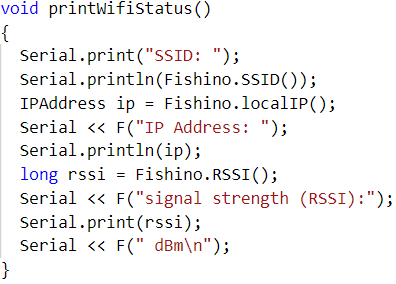 void printWifiStatus()
{
  Serial.print("SSID: ");
  Serial.println(Fishino.SSID());
  IPAddress ip = Fishino.localIP();
  Serial << F("IP Address: ");
  Serial.println(ip);
  long rssi = Fishino.RSSI();
  Serial << F("signal strength (RSSI):");
  Serial.print(rssi);
  Serial << F(" dBm\n");
}